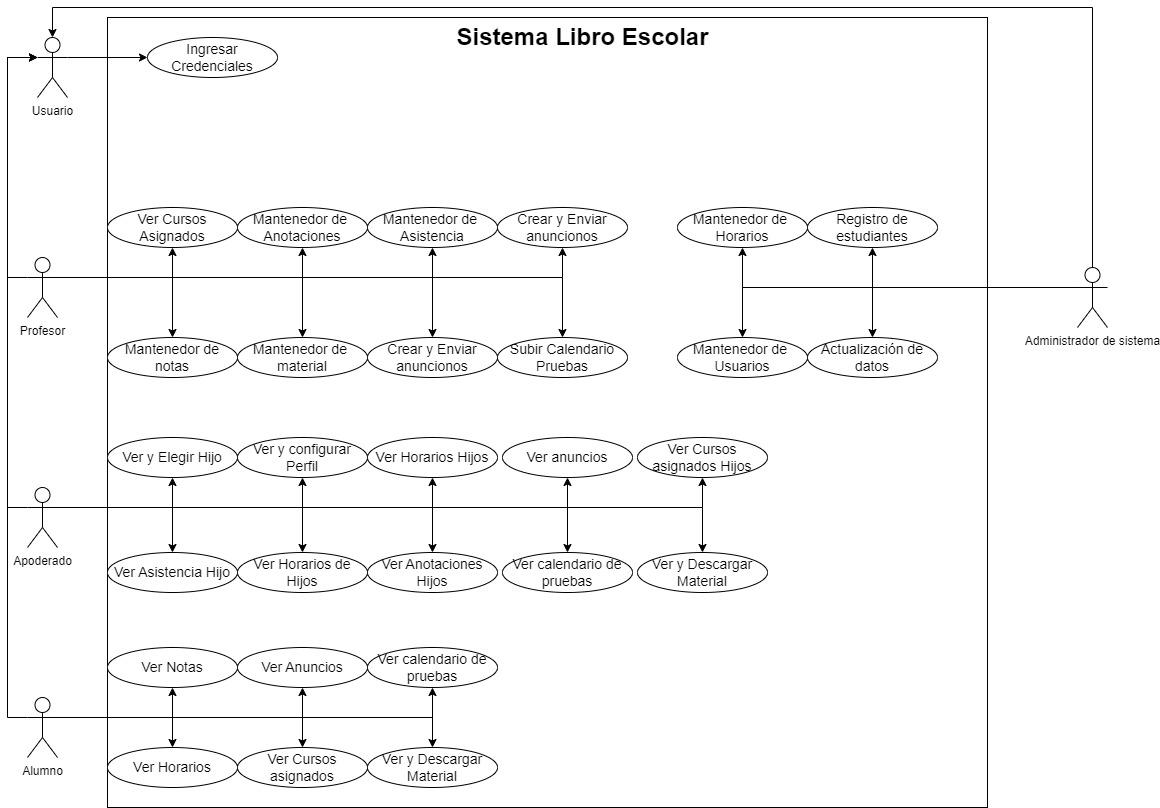 Sistema Libro Escolar
Ingresar
Credenciales
Usuario
Ver Cursos
Asignados
Mantenedor de
Anotaciones
Mantenedor de
Asistencia
Crear y Enviar
anuncionos
Mantenedor de
Horarios
Registro de
estudiantes
Profesor
Administrador de sistema
Mantenedor de
notas
Mantenedor de
material
Crear y Enviar
anuncionos
Subir Calendario
Pruebas
Mantenedor de
Usuarios
Actualización de
datos
Ver y Elegir Hijo
Ver y configurar
Perfil
Ver Horarios Hijos
Ver anuncios
Ver Cursos
asignados Hijos
Apoderado
Ver Asistencia Hijo
Ver Horarios de
Hijos
Ver Anotaciones
Hijos
Ver calendario de
pruebas
Ver y Descargar
Material
Ver Notas
Ver Anuncios
Ver calendario de
pruebas
Alumno
Ver Horarios
Ver Cursos
asignados
Ver y Descargar
Material